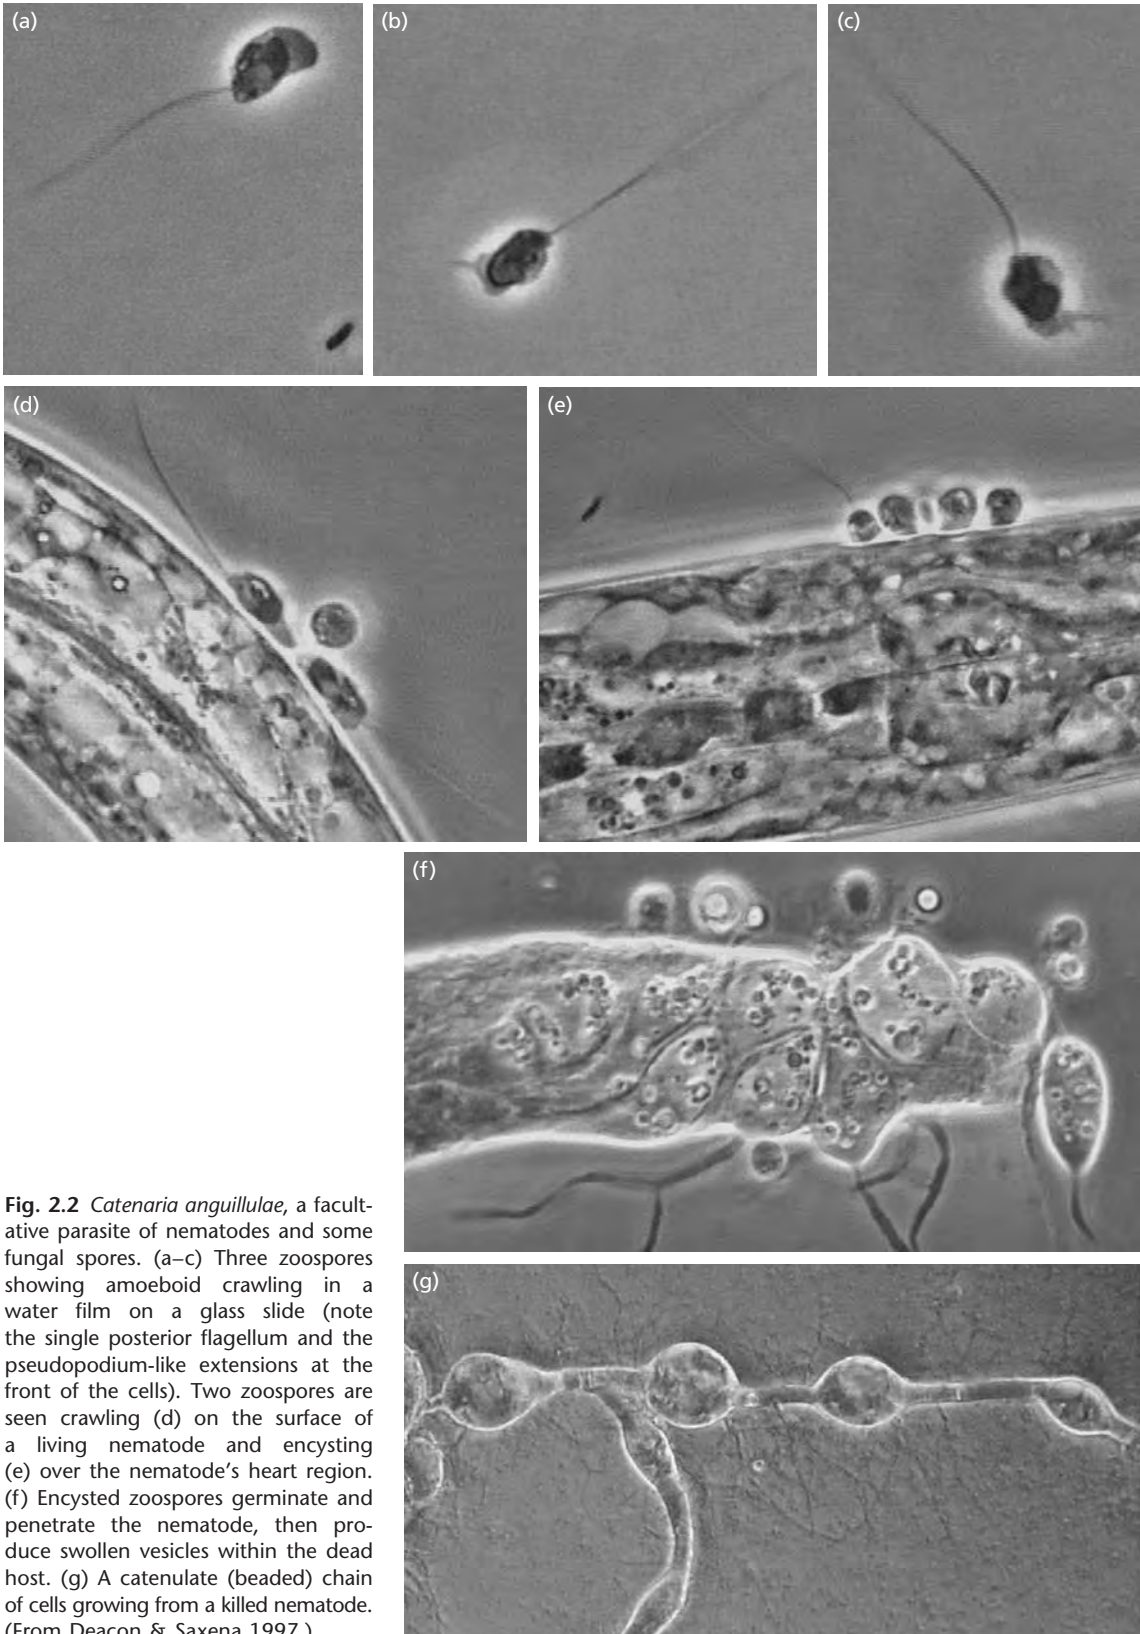 (a)
(b)
(c)
(d)
(e)
(f)
(g)
Fig. 2.2 Catenaria anguillulae, a facult-
ative parasite of nematodes and some
fungal spores. (a–c) Three zoospores
showing amoeboid crawling in a
water film on a glass slide (note
the single posterior flagellum and the
pseudopodium-like extensions at the
front of the cells). Two zoospores are
seen crawling (d) on the surface of
a living nematode and encysting
(e) over the nematode's heart region.
(f) Encysted zoospores germinate and
penetrate the nematode, then pro-
duce swollen vesicles within the dead
host. (g) A catenulate (beaded) chain
of cells growing from a killed nematode.
(From Deacon & Saxena 1997.)